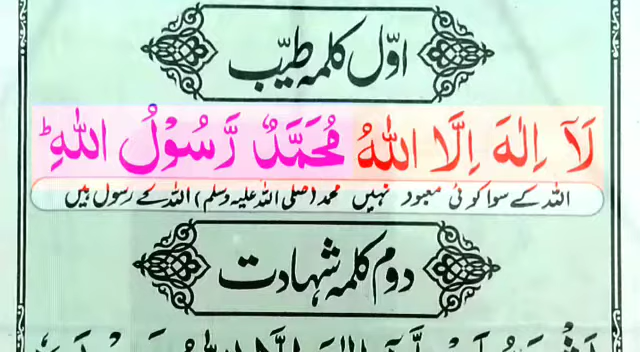 اوّل کلمہ طیّب
لَآ اِلٰهَ اِلَّا اللّٰهُ مُحَمَّدٌ رَّسُوْلُ اللّٰهِ ؕ
اللہ کے سوا کوئی معبود نہیں محمد (صلی اللہ علیہ وسلم) اللہ کے رسول ہیں
دوم کلمہ شہادت